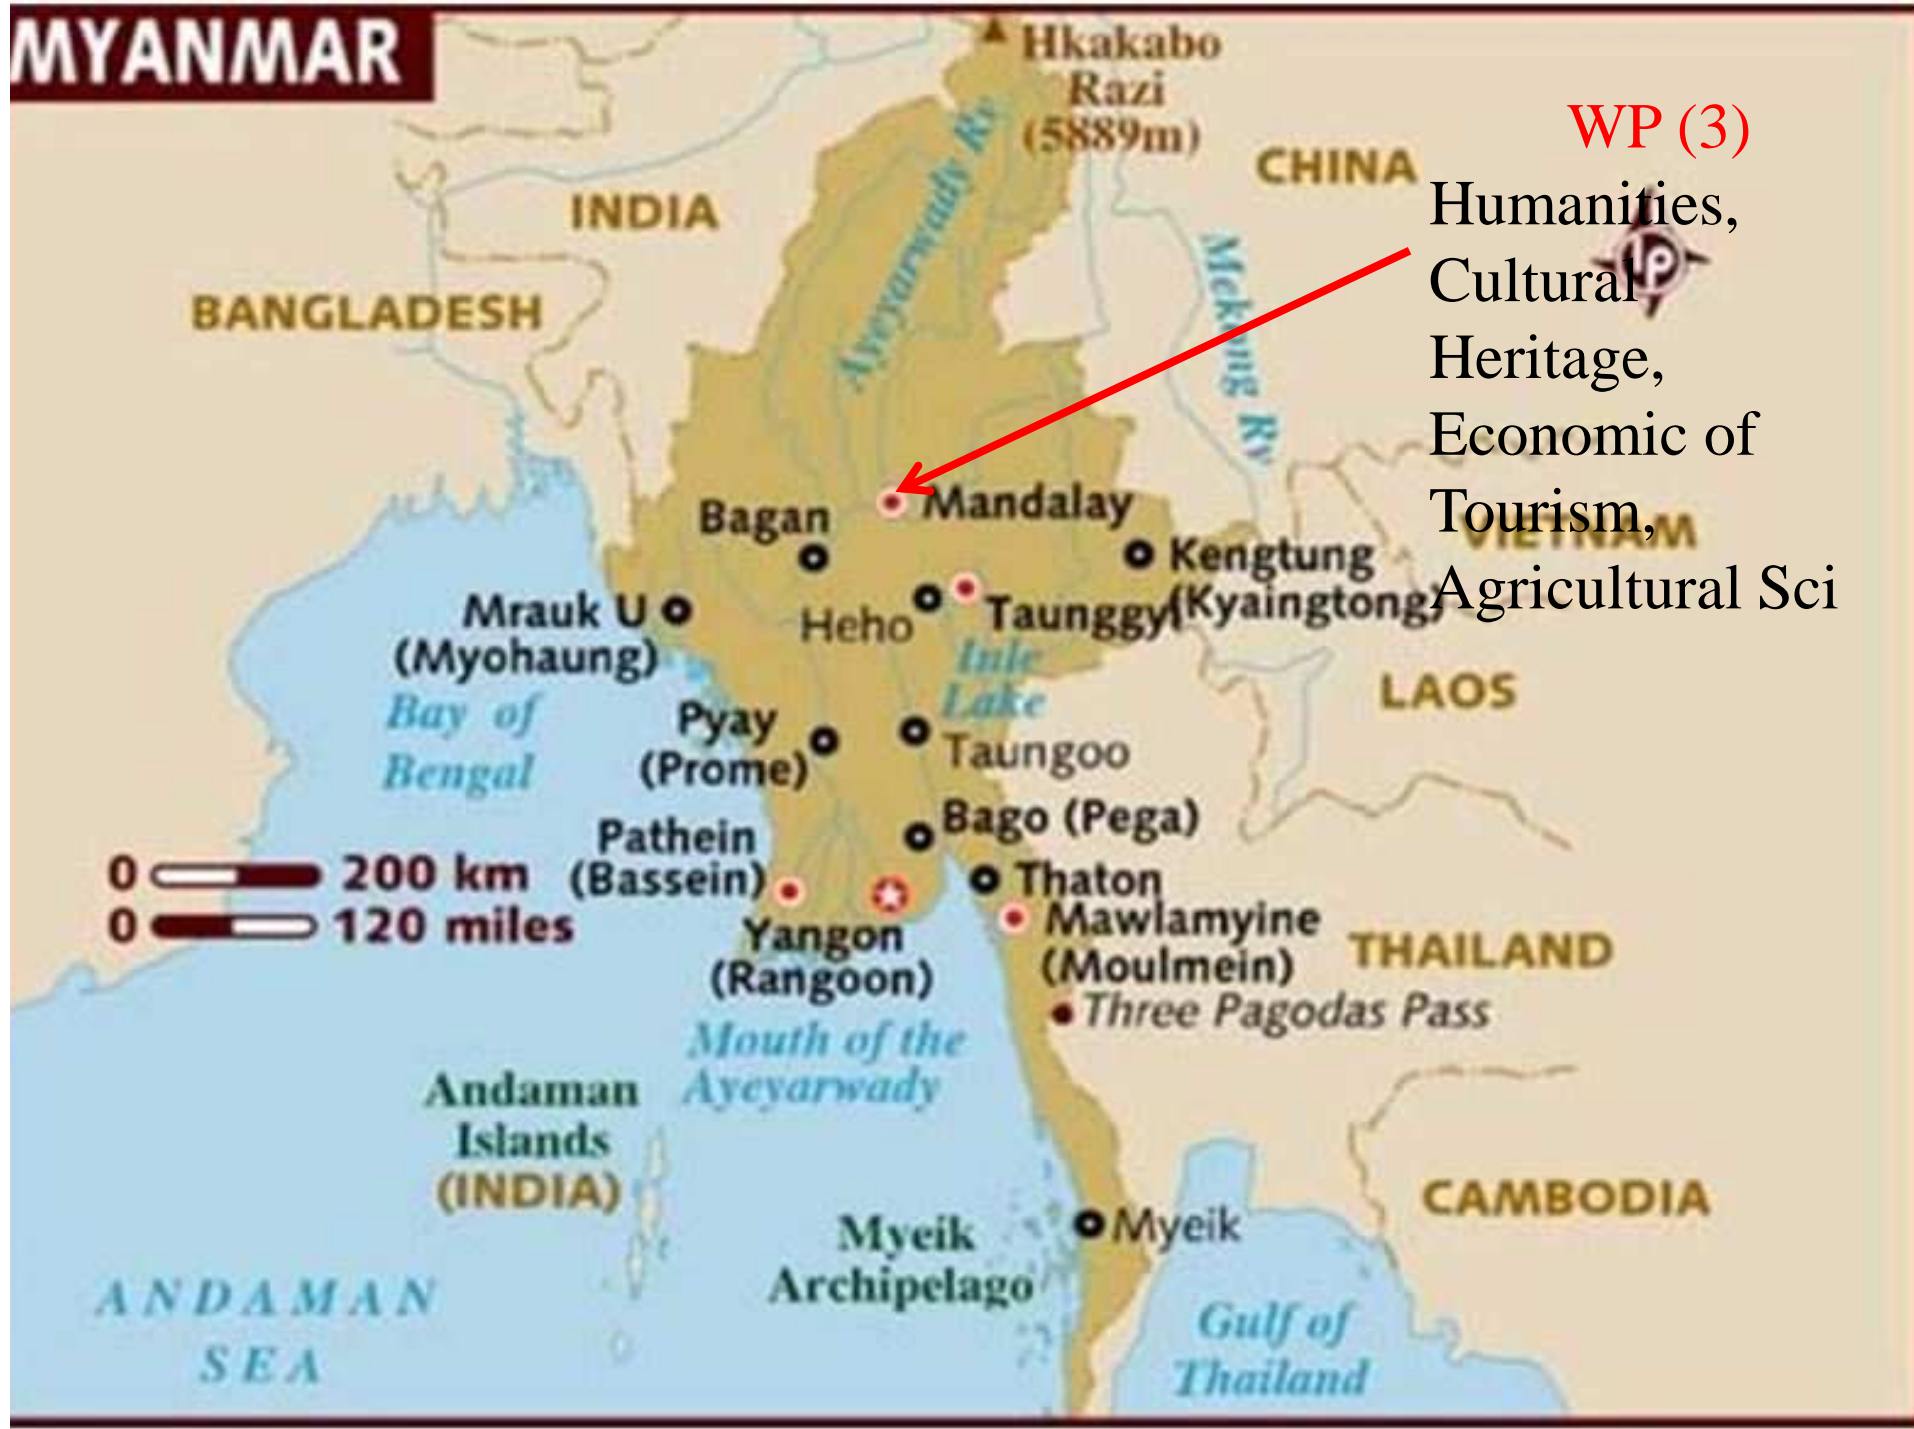 MYANMAR
Hkakabo
Razi
(5889m)
WP (3)
CHINA
INDIA
Ayeyarwady Rv
Humanities,
Cultural
Heritage,
Economic of
Tourism,
Agricultural Sci
lp
Mekong Rv
BANGLADESH
Bagan
Mandalay
VIETNAM
Kengtung
(Kyaingtong)
Mrauk U
(Myohaung)
Heho
Taunggyi
Inle
Lake
LAOS
Bay of
Bengal
Pyay
(Prome)
Taungoo
Bago (Pega)
Pathein
(Bassein)
0 200 km
0 120 miles
Thaton
Mawlamyine
(Moulmein)
Yangon
(Rangoon)
THAILAND
Three Pagodas Pass
Mouth of the
Ayeyarwady
Andaman
Islands
(INDIA)
CAMBODIA
Myeik
Myeik
Archipelago
ANDAMAN
SEA
Gulf of
Thailand